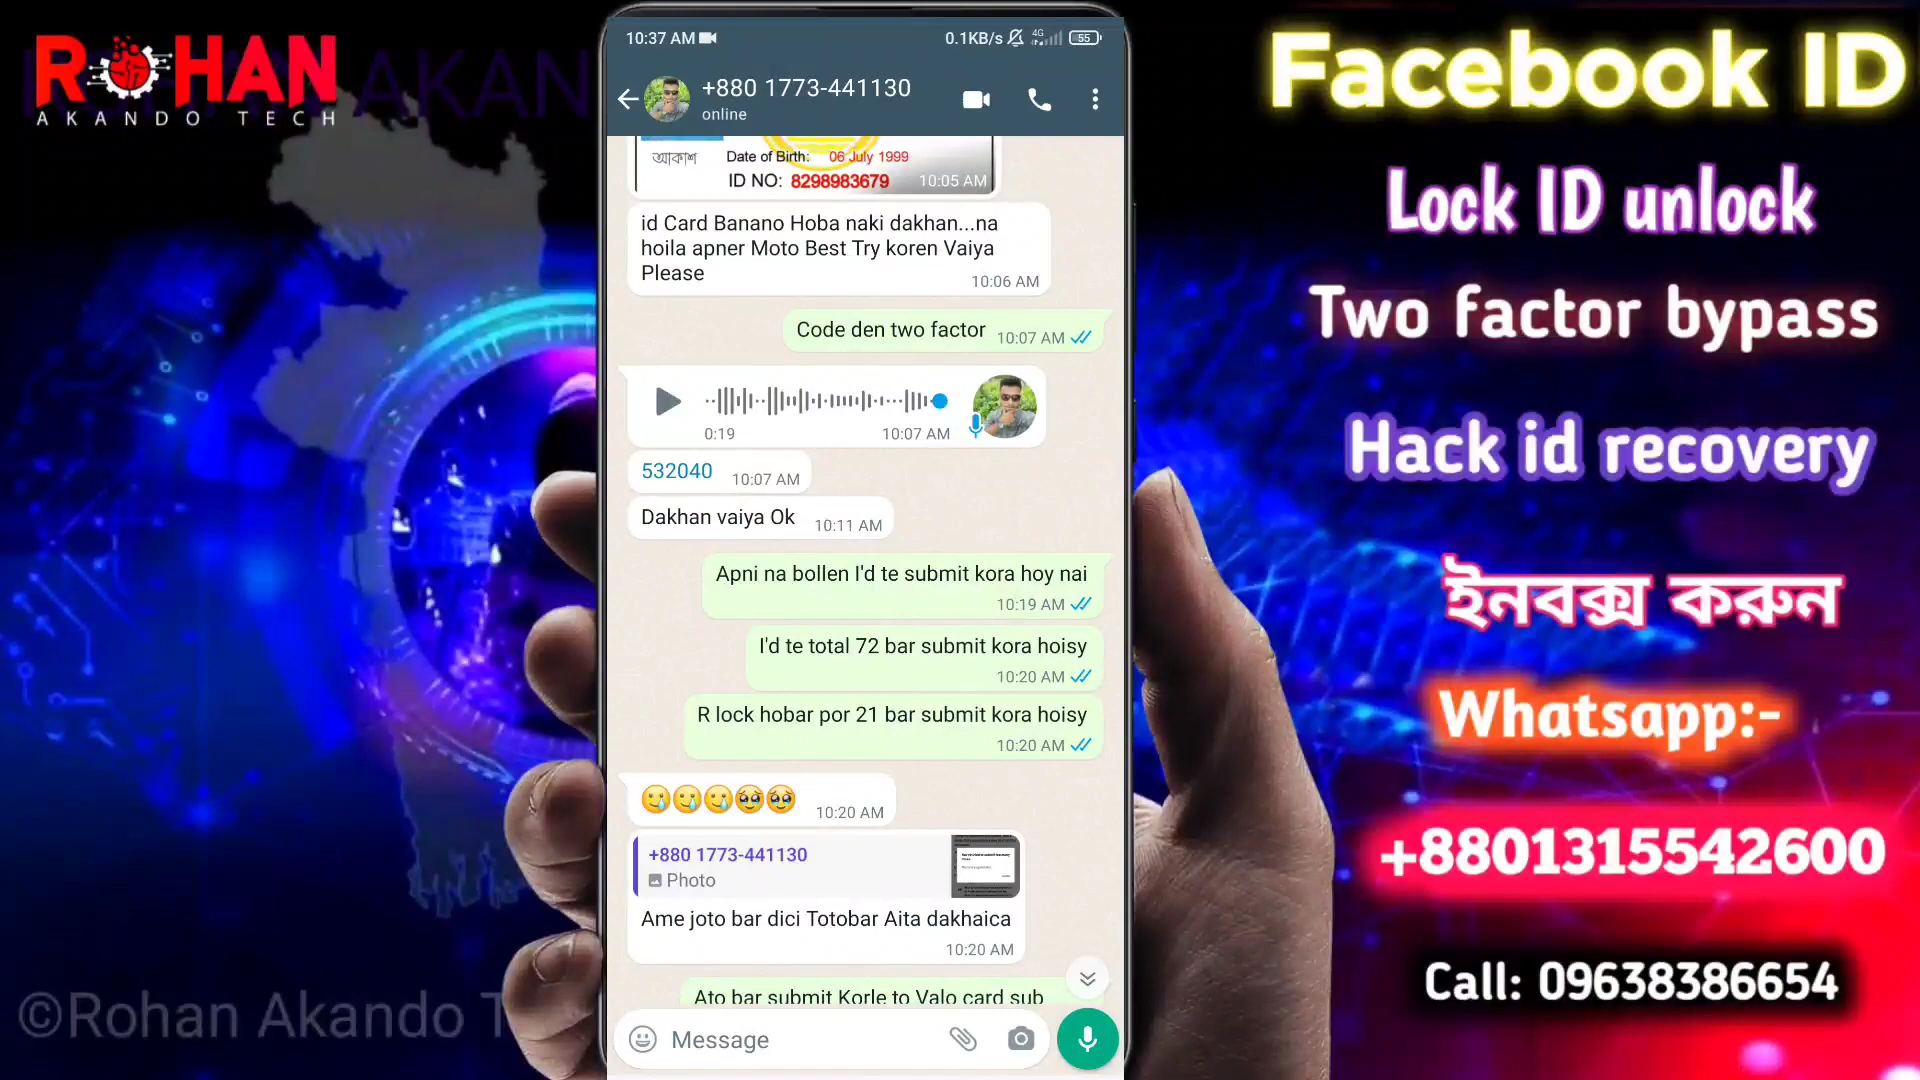 ROHAN
AKANDO TECH
©Rohan Akando T
10:37 AM
0.1KB/s
4G
55
+880 1773-441130
online
আকাশ
Date of Birth: 06 July 1999
ID NO: 8298983679
10:05 AM
id Card Banano Hoba naki dakhan...na
hoila apner Moto Best Try koren Vaiya
Please
10:06 AM
Code den two factor
10:07 AM
0:19
10:07 AM
532040
10:07 AM
Dakhan vaiya Ok
10:11 AM
Apni na bollen I'd te submit kora hoy nai
10:19 AM
I'd te total 72 bar submit kora hoisy
10:20 AM
R lock hobar por 21 bar submit kora hoisy
10:20 AM
10:20 AM
+880 1773-441130
Photo
Ame joto bar dici Totobar Aita dakhaica
10:20 AM
Ato bar submit Korle to Valo card sub
Message
Facebook ID
Lock ID unlock
Two factor bypass
Hack id recovery
ইনবক্স করুন
Whatsapp:-
+8801315542600
Call: 09638386654